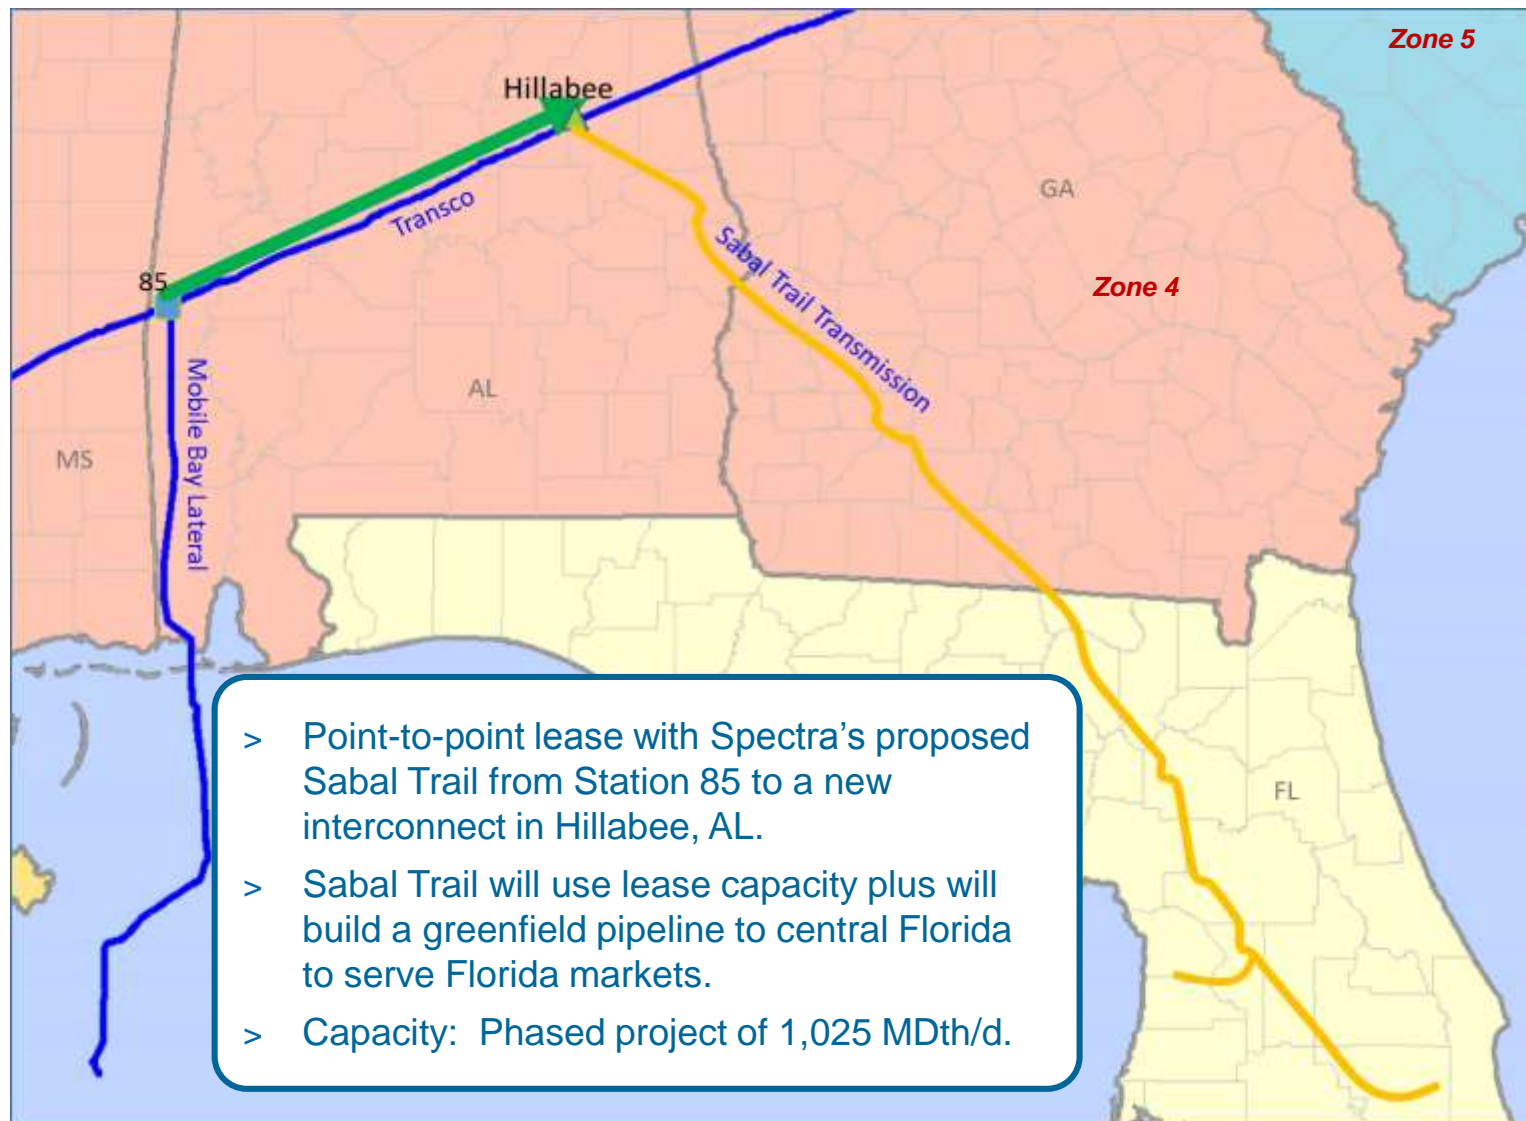 Zone 5
Hillabee
GA
Transco
Sabal Trail Transmission
85
Zone 4
Mobile Bay Lateral
AL
MS
> Point-to-point lease with Spectra’s proposed
Sabal Trail from Station 85 to a new
interconnect in Hillabee, AL.
> Sabal Trail will use lease capacity plus will
build a greenfield pipeline to central Florida
to serve Florida markets.
> Capacity:  Phased project of 1,025 MDth/d.
FL